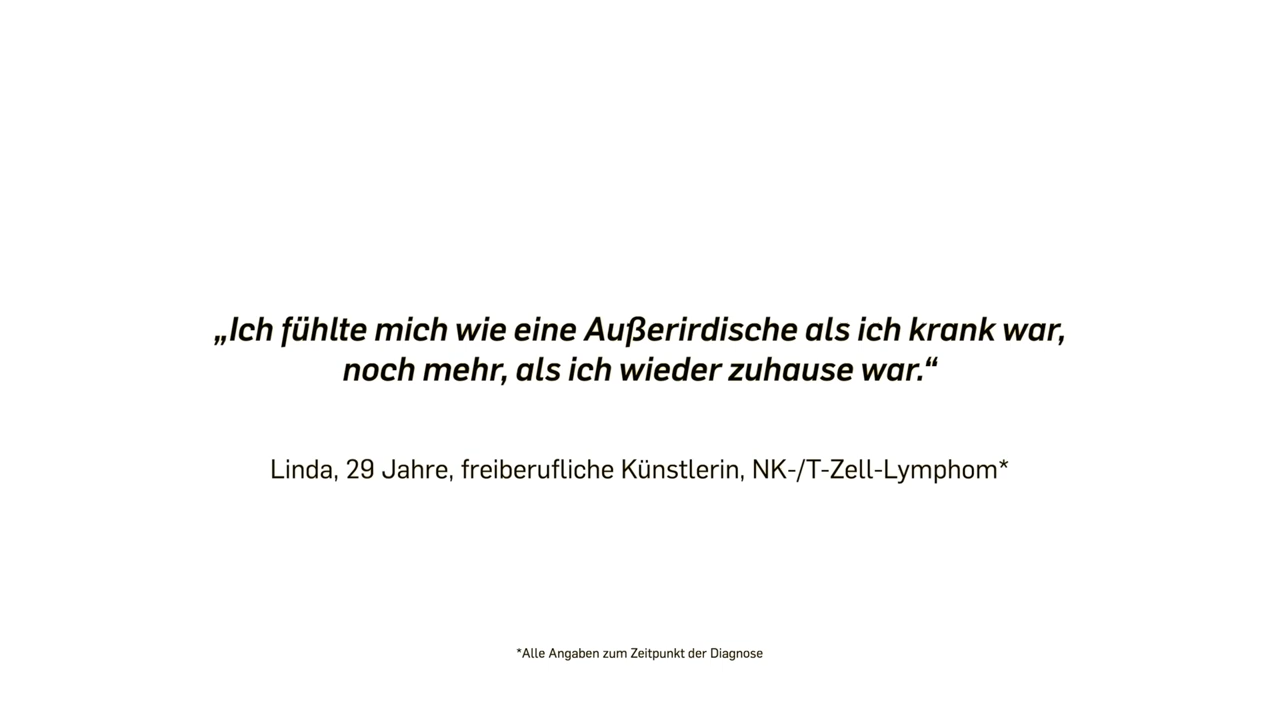 „Ich fühlte mich wie eine Außerirdische als ich krank war,
noch mehr, als ich wieder zuhause war.“
Linda, 29 Jahre, freiberufliche Künstlerin, NK-/T-Zell-Lymphom*
*Alle Angaben zum Zeitpunkt der Diagnose